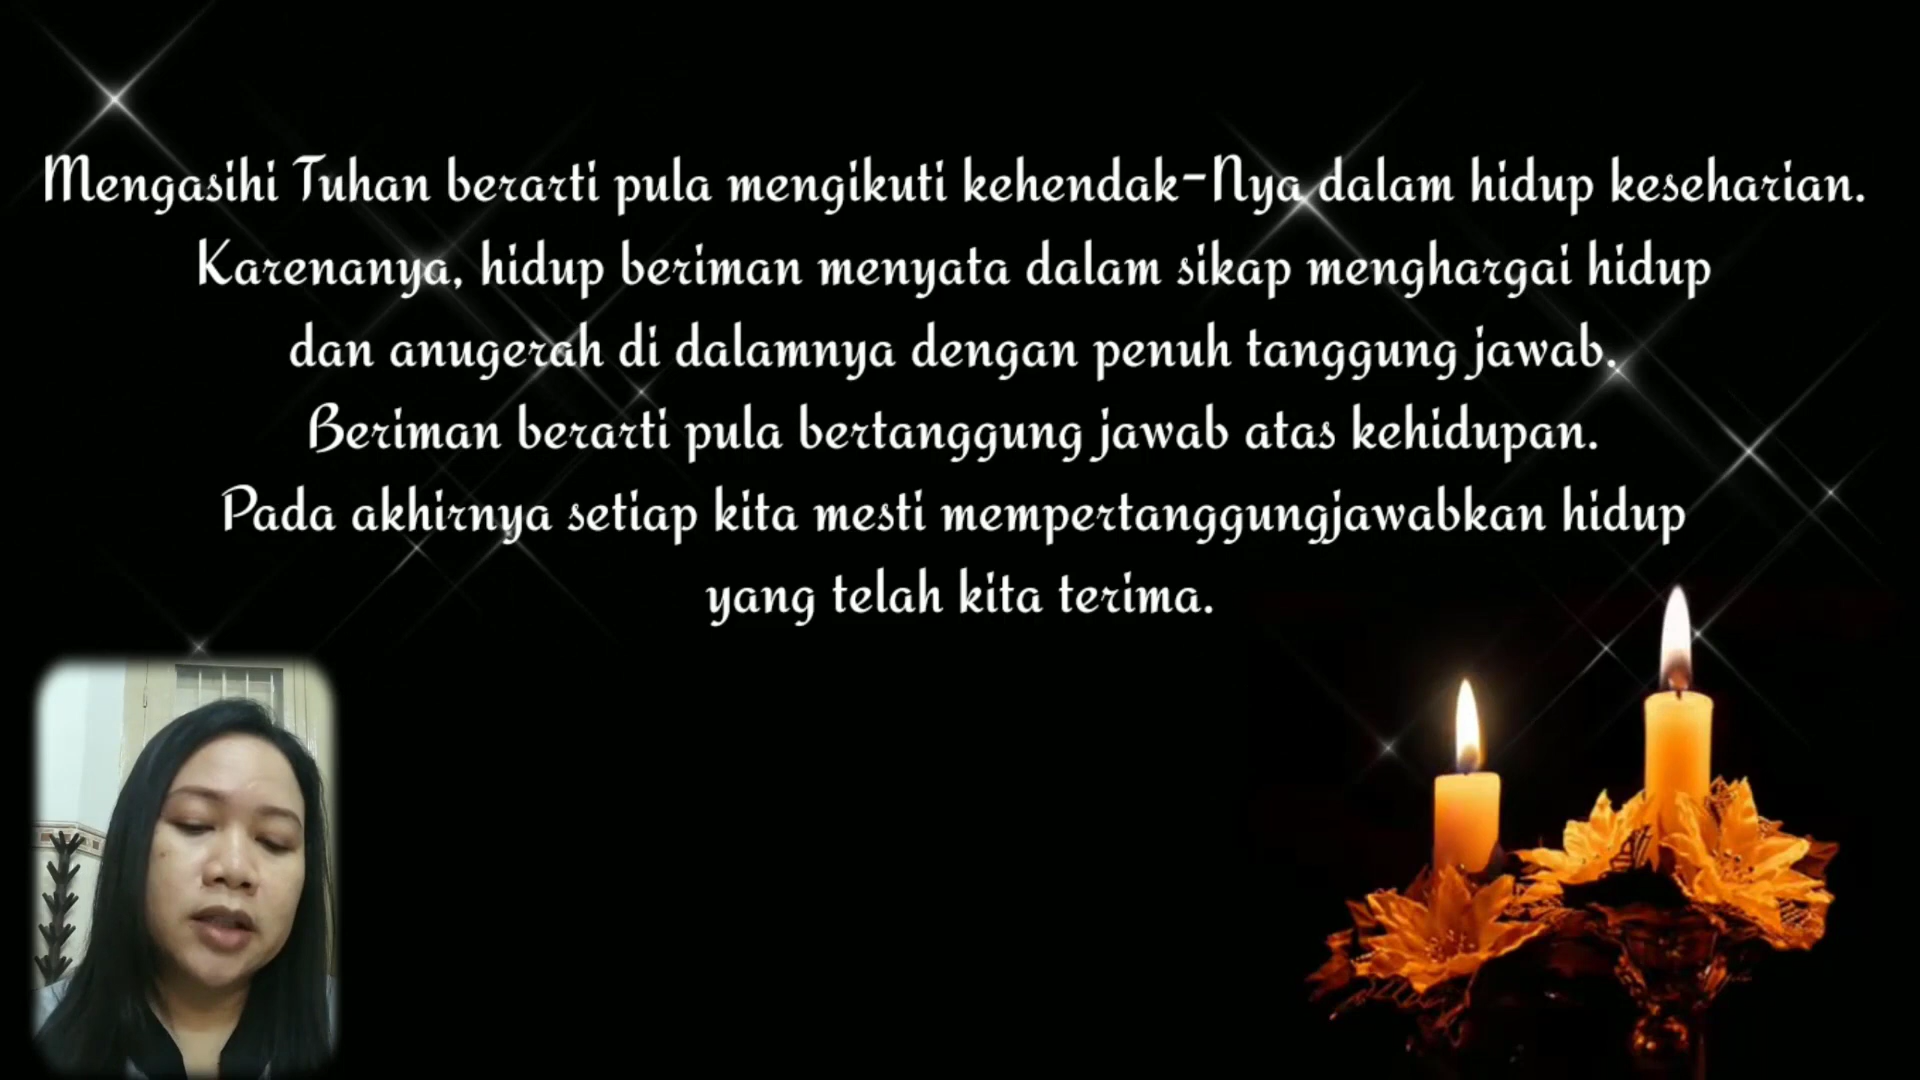 Mengasihi Tuhan berarti pula mengikuti kehendak-Nya dalam hidup keseharian.
Karenanya, hidup beriman menyata dalam sikap menghargai hidup
dan anugerah di dalamnya dengan penuh tanggung jawab.
Beriman berarti pula bertanggung jawab atas kehidupan.
Pada akhirnya setiap kita mesti mempertanggungjawabkan hidup
yang telah kita terima.